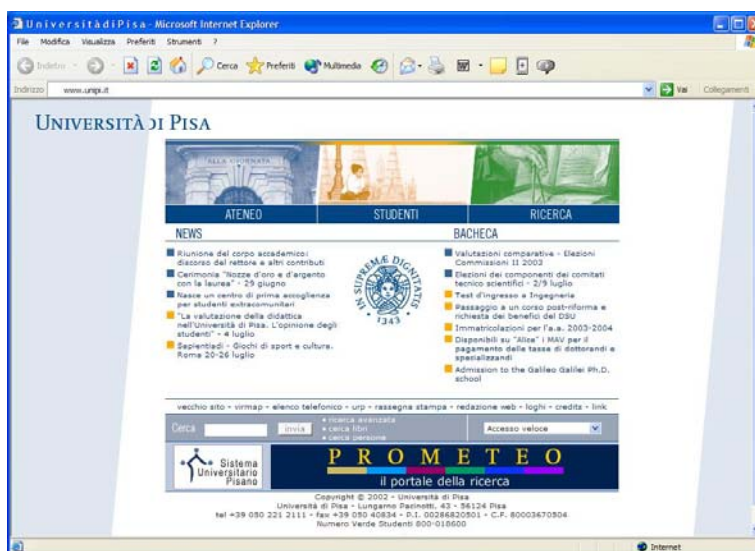 U n i v e r s i t à d i P i s a - Microsoft Internet Explorer
File Modifica Visualizza Preferiti Strumenti ?
Indietro Cerca Preferiti Multimedia
Indirizzo www.unipi.it Vai Collegamenti
UNIVERSITÀ DI PISA
ALLA GIORNATA
ATENEO STUDENTI RICERCA
NEWS
Riunione del corpo accademico:
discorso del rettore e altri contributi
Cerimonia "Nozze d'oro e d'argento
con la laurea" - 29 giugno
Nasce un centro di prima accoglienza
per studenti extracomunitari
"La valutazione della didattica
nell'Università di Pisa. L'opinione degli
studenti" - 4 luglio
Sapientiadi - Giochi di sport e cultura.
Roma 20-26 luglio
IN SUPREMÆ DIGNITATIS
1343
BACHECA
Valutazioni comparative - Elezioni
Commissioni II 2003
Elezioni dei componenti dei comitati
tecnico scientifici - 2/9 luglio
Test d'ingresso a Ingegneria
Passaggio a un corso post-riforma e
richiesta dei benefici del DSU
Immatricolazioni per l'a.a. 2003-2004
Disponibili su "Alice" i MAV per il
pagamento delle tasse di dottorandi e
specializzandi
Admission to the Galileo Galilei Ph.D.
school
vecchio sito - virmap - elenco telefonico - urp - rassegna stampa - redazione web - loghi - credits - link
Cerca invia
ricerca avanzata
cerca libri
cerca persone
Accesso veloce
Sistema
Universitario
Pisano
PROMETEO
il portale della ricerca
Copyright © 2002 - Università di Pisa
Università di Pisa - Lungarno Pacinotti, 43 - 56124 Pisa
tel +39 050 221 2111 - fax +39 050 40834 - P.I. 00286820501 - C.F. 80003670504
Numero Verde Studenti 800-018600
Internet